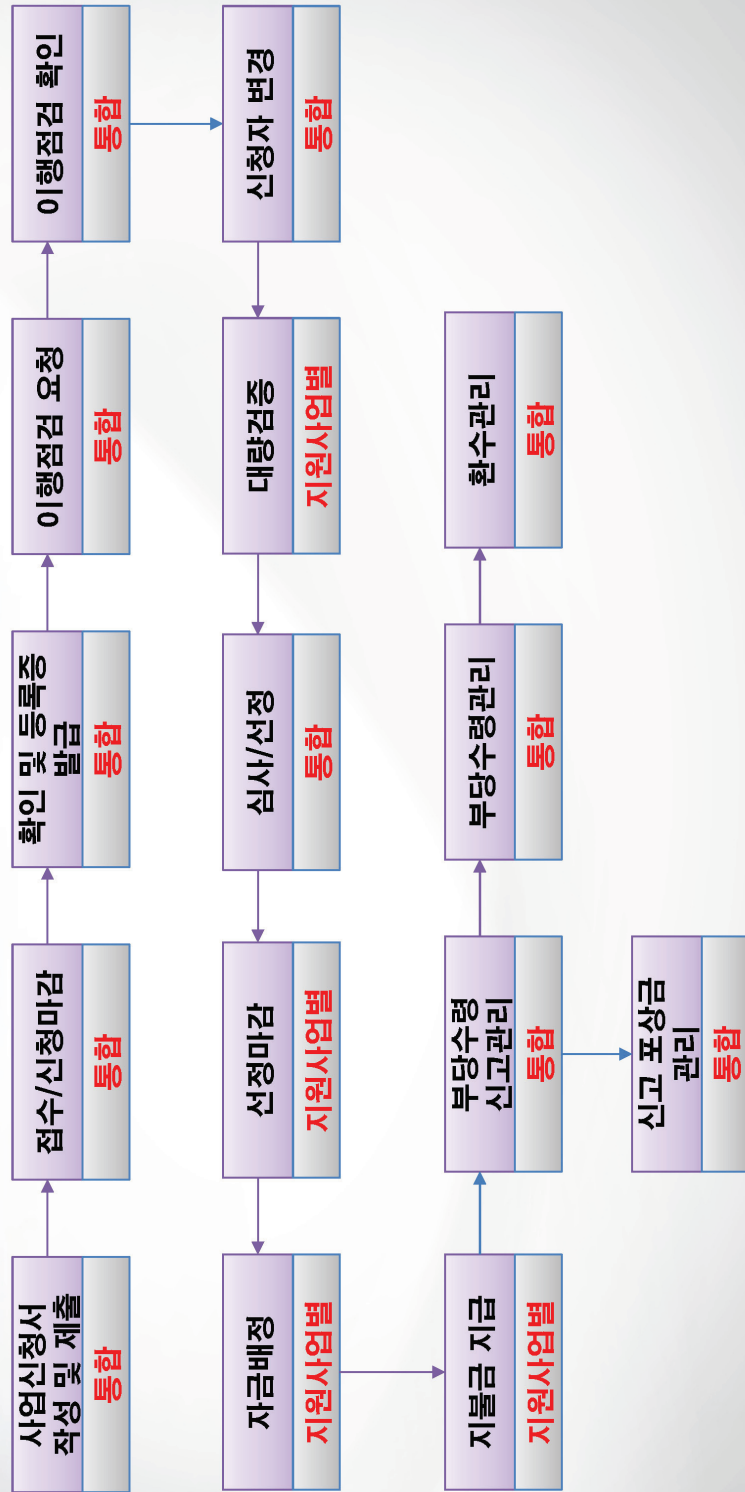 사업신청서
작성 및 제출
통합
접수/신청마감
통합
확인 및 등록증
발급
통합
이행점검 요청
통합
이행점검 확인
통합
신청자 변경
통합
대량검증
지원사업별
심사/선정
통합
선정마감
지원사업별
자금배정
지원사업별
지불금 지급
지원사업별
부당수령
신고관리
통합
부당수령관리
통합
환수관리
통합
신고 포상금
관리
통합